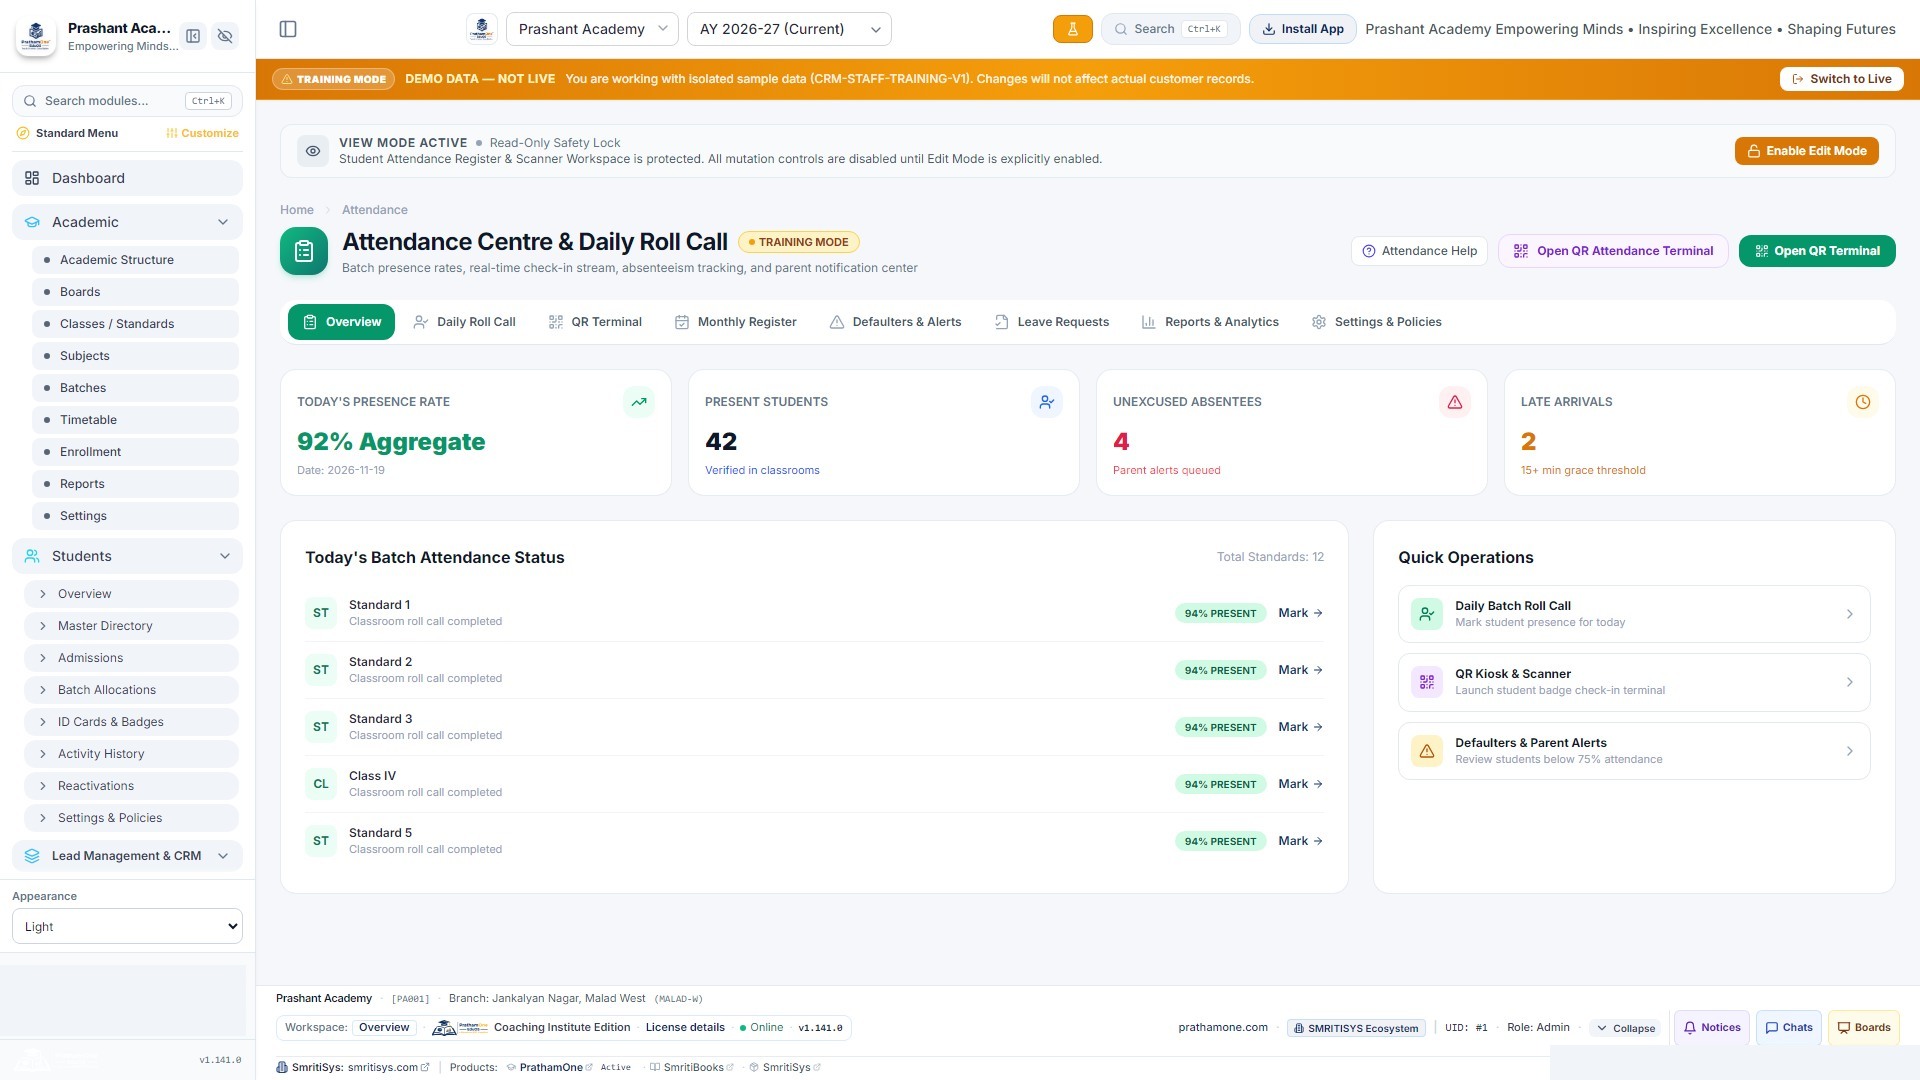 Prashant Aca...
Empowering Minds...
Search modules...
Ctrl+K
Standard Menu
Customize
Dashboard
Academic
Academic Structure
Boards
Classes / Standards
Subjects
Batches
Timetable
Enrollment
Reports
Settings
Students
Overview
Master Directory
Admissions
Batch Allocations
ID Cards & Badges
Activity History
Reactivations
Settings & Policies
Lead Management & CRM
Appearance
Light
v1.141.0
Prashant Academy
AY 2026-27 (Current)
Search
Ctrl+K
Install App
Prashant Academy Empowering Minds • Inspiring Excellence • Shaping Futures
TRAINING MODE
DEMO DATA — NOT LIVE
You are working with isolated sample data (CRM-STAFF-TRAINING-V1). Changes will not affect actual customer records.
Switch to Live
VIEW MODE ACTIVE
Read-Only Safety Lock
Student Attendance Register & Scanner Workspace is protected. All mutation controls are disabled until Edit Mode is explicitly enabled.
Enable Edit Mode
Home
Attendance
Attendance Centre & Daily Roll Call
TRAINING MODE
Batch presence rates, real-time check-in stream, absenteeism tracking, and parent notification center
Attendance Help
Open QR Attendance Terminal
Open QR Terminal
Overview
Daily Roll Call
QR Terminal
Monthly Register
Defaulters & Alerts
Leave Requests
Reports & Analytics
Settings & Policies
TODAY'S PRESENCE RATE
92% Aggregate
Date: 2026-11-19
PRESENT STUDENTS
42
Verified in classrooms
UNEXCUSED ABSENTEES
4
Parent alerts queued
LATE ARRIVALS
2
15+ min grace threshold
Today's Batch Attendance Status
Total Standards: 12
ST
Standard 1
Classroom roll call completed
94% PRESENT
Mark →
ST
Standard 2
Classroom roll call completed
94% PRESENT
Mark →
ST
Standard 3
Classroom roll call completed
94% PRESENT
Mark →
CL
Class IV
Classroom roll call completed
94% PRESENT
Mark →
ST
Standard 5
Classroom roll call completed
94% PRESENT
Mark →
Quick Operations
Daily Batch Roll Call
Mark student presence for today
QR Kiosk & Scanner
Launch student badge check-in terminal
Defaulters & Parent Alerts
Review students below 75% attendance
Prashant Academy · [PA001] · Branch: Jankalyan Nagar, Malad West (MALAD-W)
Workspace: Overview · Coaching Institute Edition · License details · Online · v1.141.0
prathamone.com · SMRITISYS Ecosystem | UID: #1 · Role: Admin · Collapse
Notices
Chats
Boards
SmritiSys: smritisys.com | Products: PrathamOne Active · SmritiBooks · SmritiSys